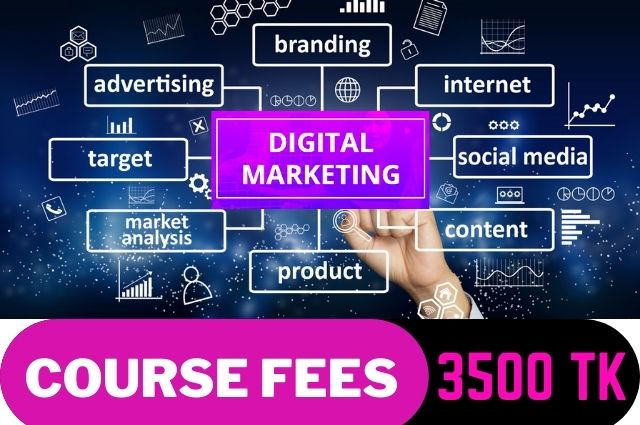 branding
advertising
internet
DIGITAL
MARKETING
target
social media
market
analysis
content
product
COURSE FEES
3500 TK